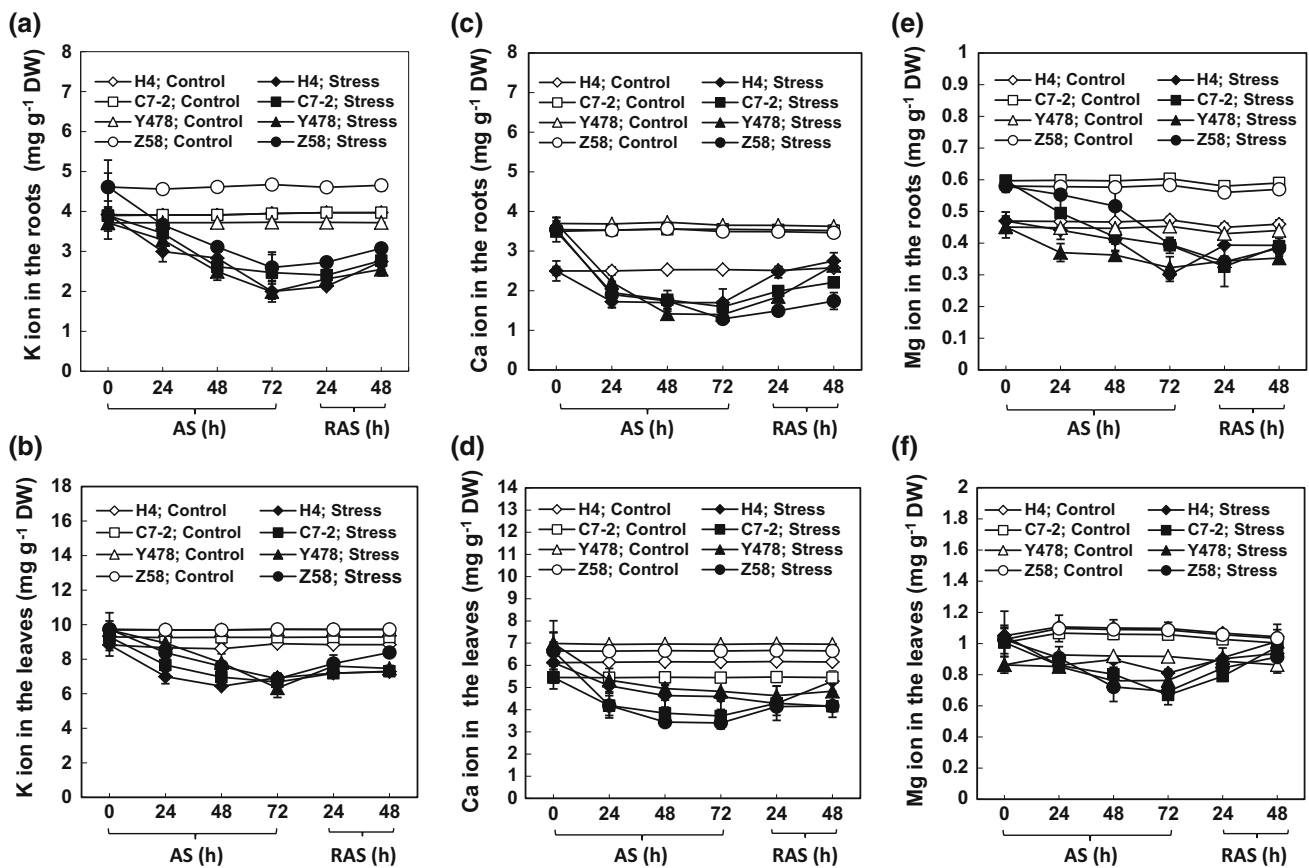 (a)
K ion in the roots (mg g⁻¹ DW)
8
7
6
5
4
3
2
1
0
H4; Control
C7-2; Control
Y478; Control
Z58; Control
H4; Stress
C7-2; Stress
Y478; Stress
Z58; Stress
0 24 48 72 24 48
AS (h) RAS (h)
(c)
Ca ion in the roots (mg g⁻¹ DW)
8
7
6
5
4
3
2
1
0
H4; Control
C7-2; Control
Y478; Control
Z58; Control
H4; Stress
C7-2; Stress
Y478; Stress
Z58; Stress
0 24 48 72 24 48
AS (h) RAS (h)
(e)
Mg ion in the roots (mg g⁻¹ DW)
1
0.9
0.8
0.7
0.6
0.5
0.4
0.3
0.2
0.1
0
H4; Control
C7-2; Control
Y478; Control
Z58; Control
H4; Stress
C7-2; Stress
Y478; Stress
Z58; Stress
0 24 48 72 24 48
AS (h) RAS (h)
(b)
K ion in the leaves (mg g⁻¹ DW)
18
16
14
12
10
8
6
4
2
0
H4; Control
C7-2; Control
Y478; Control
Z58; Control
H4; Stress
C7-2; Stress
Y478; Stress
Z58; Stress
0 24 48 72 24 48
AS (h) RAS (h)
(d)
Ca ion in the leaves (mg g⁻¹ DW)
14
13
12
11
10
9
8
7
6
5
4
3
2
1
0
H4; Control
C7-2; Control
Y478; Control
Z58; Control
H4; Stress
C7-2; Stress
Y478; Stress
Z58; Stress
0 24 48 72 24 48
AS (h) RAS (h)
(f)
Mg ion in the leaves (mg g⁻¹ DW)
2
1.8
1.6
1.4
1.2
1
0.8
0.6
0.4
0.2
0
H4; Control
C7-2; Control
Y478; Control
Z58; Control
H4; Stress
C7-2; Stress
Y478; Stress
Z58; Stress
0 24 48 72 24 48
AS (h) RAS (h)